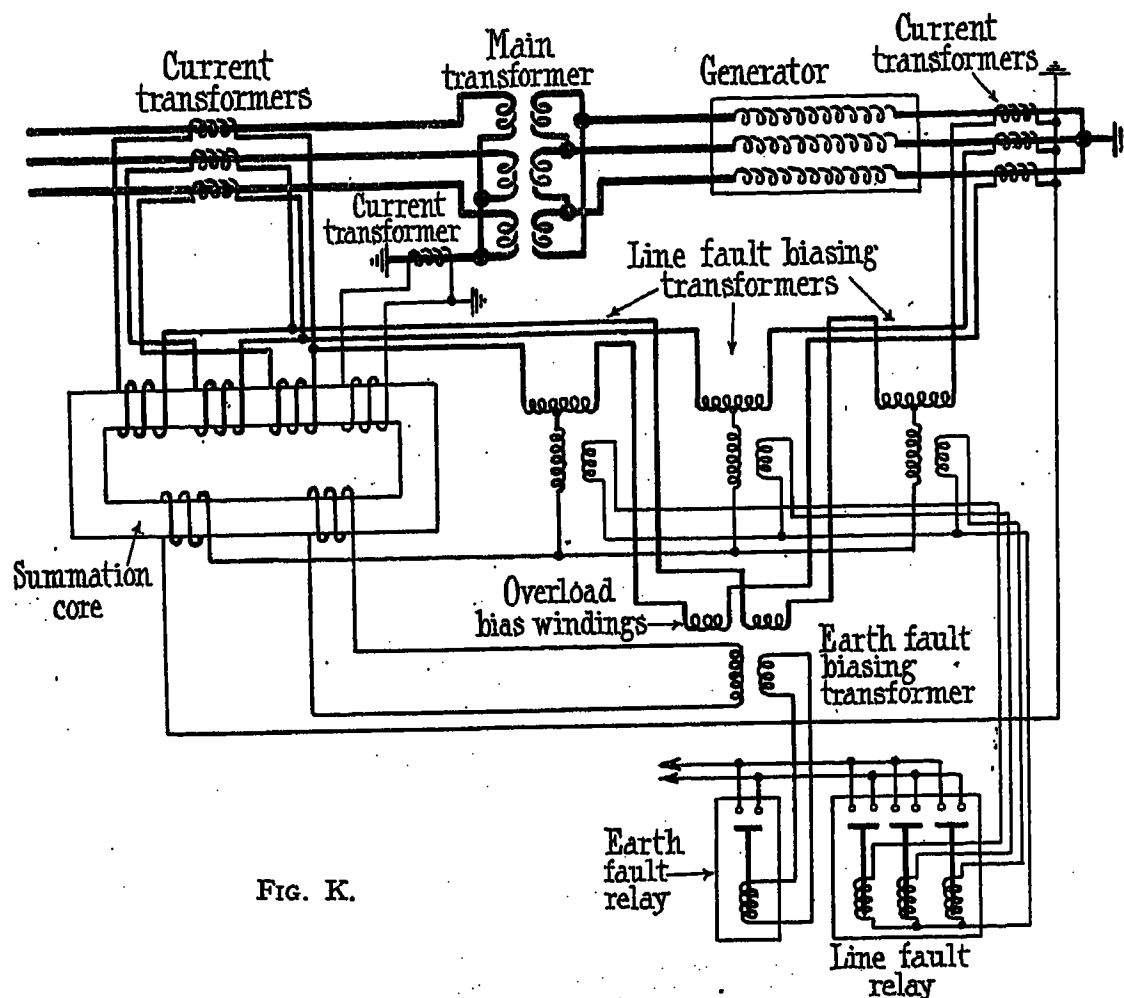 Current
transformers
Main
transformer
Generator
Current
transformers
Current
transformer
Line fault biasing
transformers
Summation
core
Overload
bias windings
Earth fault
biasing
transformer
Earth
fault
relay
Line fault
relay
FIG. K.